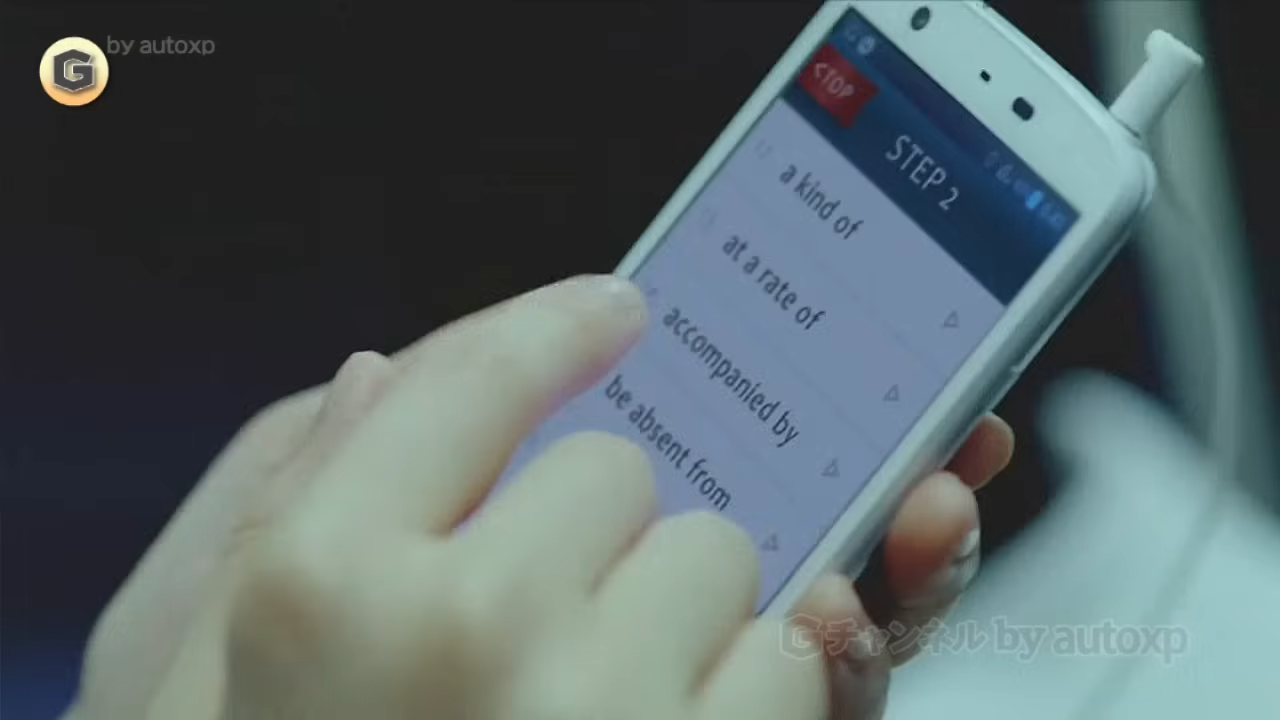 by autoxp
G
<TOP
STEP 2
a kind of
at a rate of
accompanied by
be absent from
Gチャンネル by autoxp